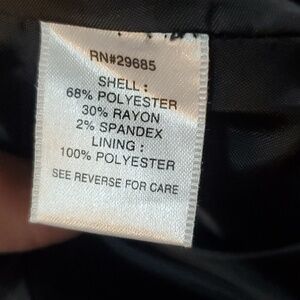 RN#29685
SHELL :
68% POLYESTER
30% RAYON
2% SPANDEX
LINING :
100% POLYESTER
SEE REVERSE FOR CARE